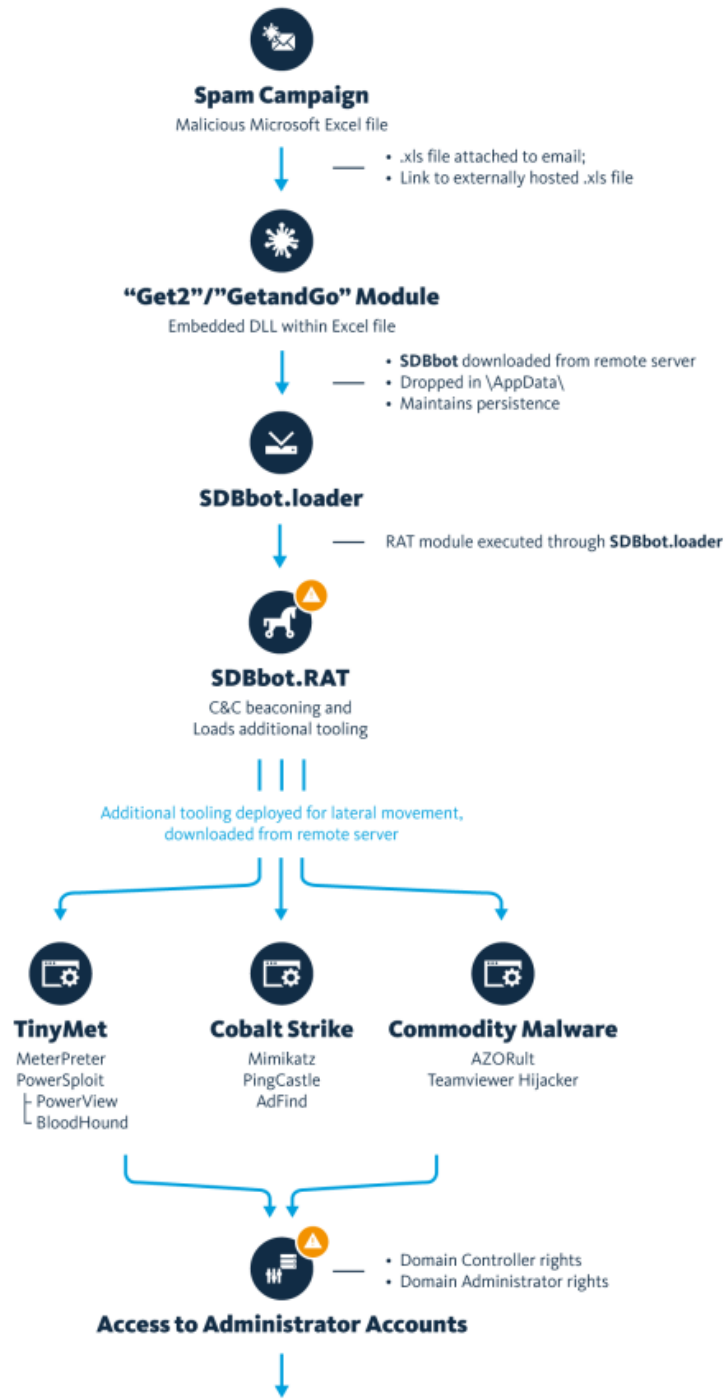 Spam Campaign
Malicious Microsoft Excel file
• .xls file attached to email;
• Link to externally hosted .xls file
“Get2”/”GetandGo” Module
Embedded DLL within Excel file
• SDBbot downloaded from remote server
• Dropped in \AppData\
• Maintains persistence
SDBbot.loader
RAT module executed through SDBbot.loader
SDBbot.RAT
C&C beaconing and
Loads additional tooling
Additional tooling deployed for lateral movement,
downloaded from remote server
TinyMet
MeterPreter
PowerSploit
├ PowerView
└ BloodHound
Cobalt Strike
Mimikatz
PingCastle
AdFind
Commodity Malware
AZORult
Teamviewer Hijacker
• Domain Controller rights
• Domain Administrator rights
Access to Administrator Accounts